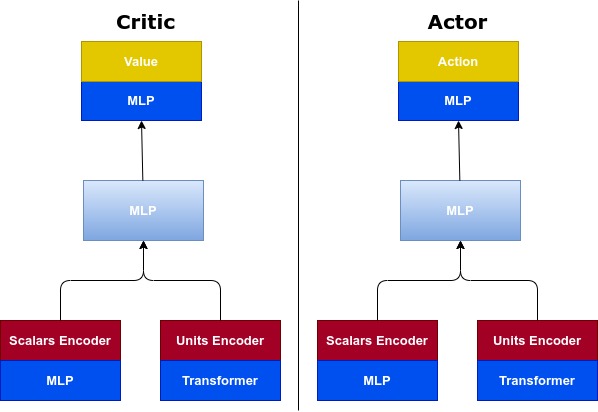 Critic
Value
MLP
MLP
Scalars Encoder
MLP
Units Encoder
Transformer
Actor
Action
MLP
MLP
Scalars Encoder
MLP
Units Encoder
Transformer